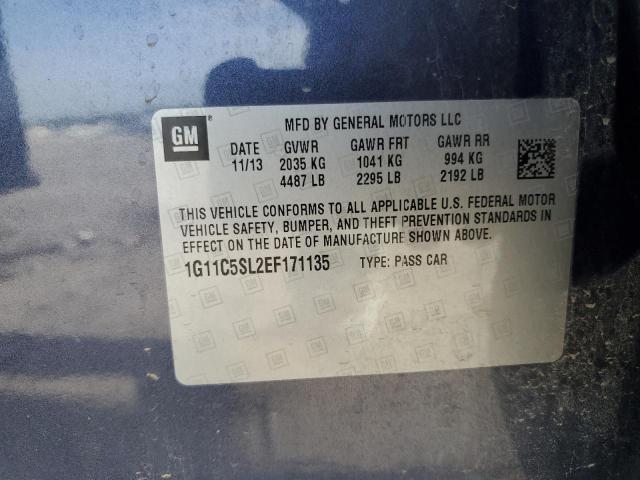 GM
MFD BY GENERAL MOTORS LLC
DATE GVWR GAWR FRT GAWR RR
11/13 2035 KG 1041 KG 994 KG
4487 LB 2295 LB 2192 LB
THIS VEHICLE CONFORMS TO ALL APPLICABLE U.S. FEDERAL MOTOR
VEHICLE SAFETY, BUMPER, AND THEFT PREVENTION STANDARDS IN
EFFECT ON THE DATE OF MANUFACTURE SHOWN ABOVE.
1G11C5SL2EF171135 TYPE: PASS CAR